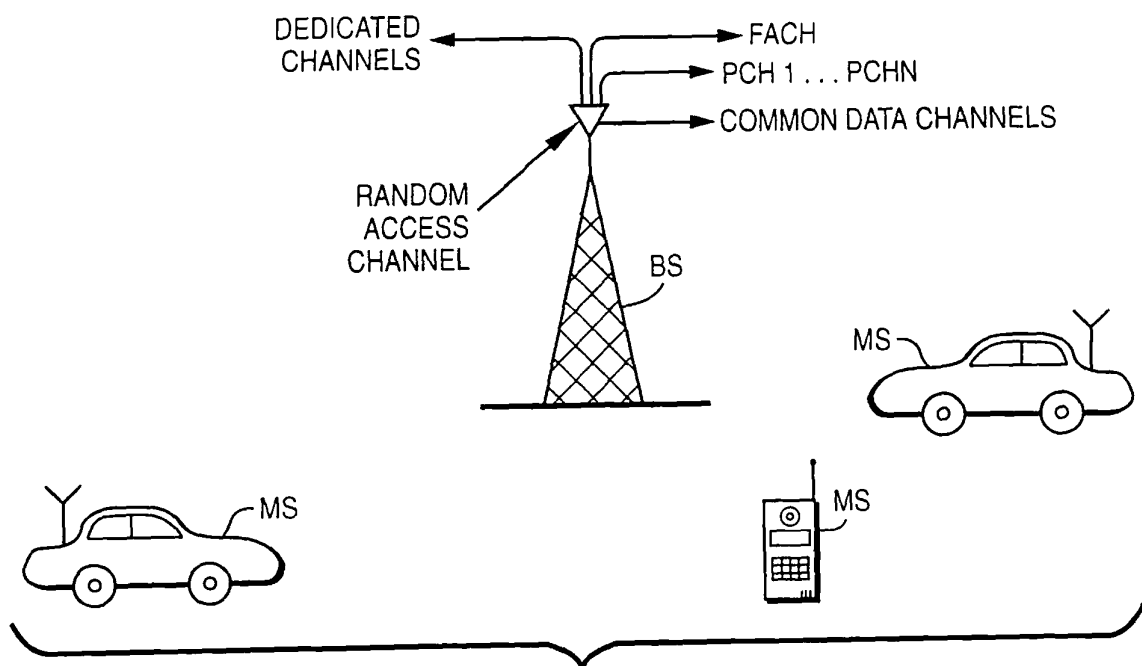 DEDICATED
CHANNELS
FACH
PCH 1 . . . PCHN
COMMON DATA CHANNELS
RANDOM
ACCESS
CHANNEL
BS
MS
MS
MS